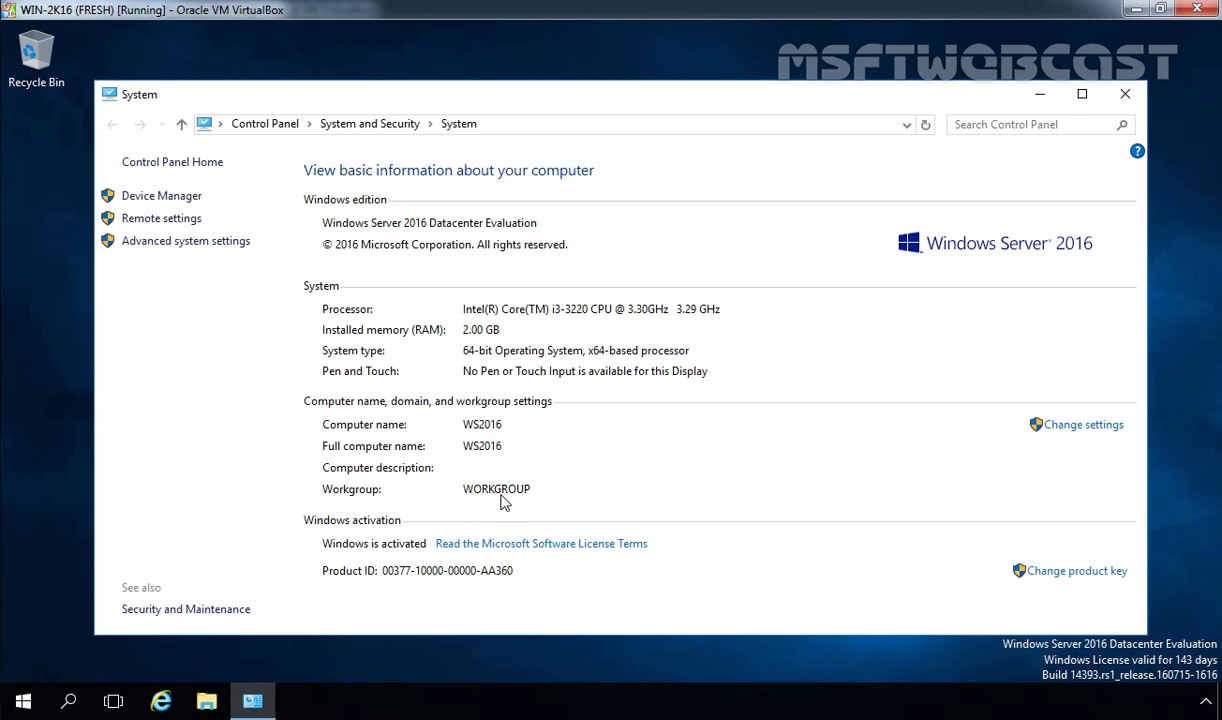 WIN-2K16 (FRESH) [Running] - Oracle VM VirtualBox
MSFTWEBCAST
Recycle Bin
System
Control Panel > System and Security > System
Search Control Panel
Control Panel Home
Device Manager
Remote settings
Advanced system settings
View basic information about your computer
Windows edition
Windows Server 2016 Datacenter Evaluation
© 2016 Microsoft Corporation. All rights reserved.
Windows Server® 2016
System
Processor: Intel(R) Core(TM) i3-3220 CPU @ 3.30GHz 3.29 GHz
Installed memory (RAM): 2.00 GB
System type: 64-bit Operating System, x64-based processor
Pen and Touch: No Pen or Touch Input is available for this Display
Computer name, domain, and workgroup settings
Computer name: WS2016
Change settings
Full computer name: WS2016
Computer description:
Workgroup: WORKGROUP
Windows activation
Windows is activated Read the Microsoft Software License Terms
Product ID: 00377-10000-00000-AA360
Change product key
See also
Security and Maintenance
Windows Server 2016 Datacenter Evaluation
Windows License valid for 143 days
Build 14393.rs1_release.160715-1616